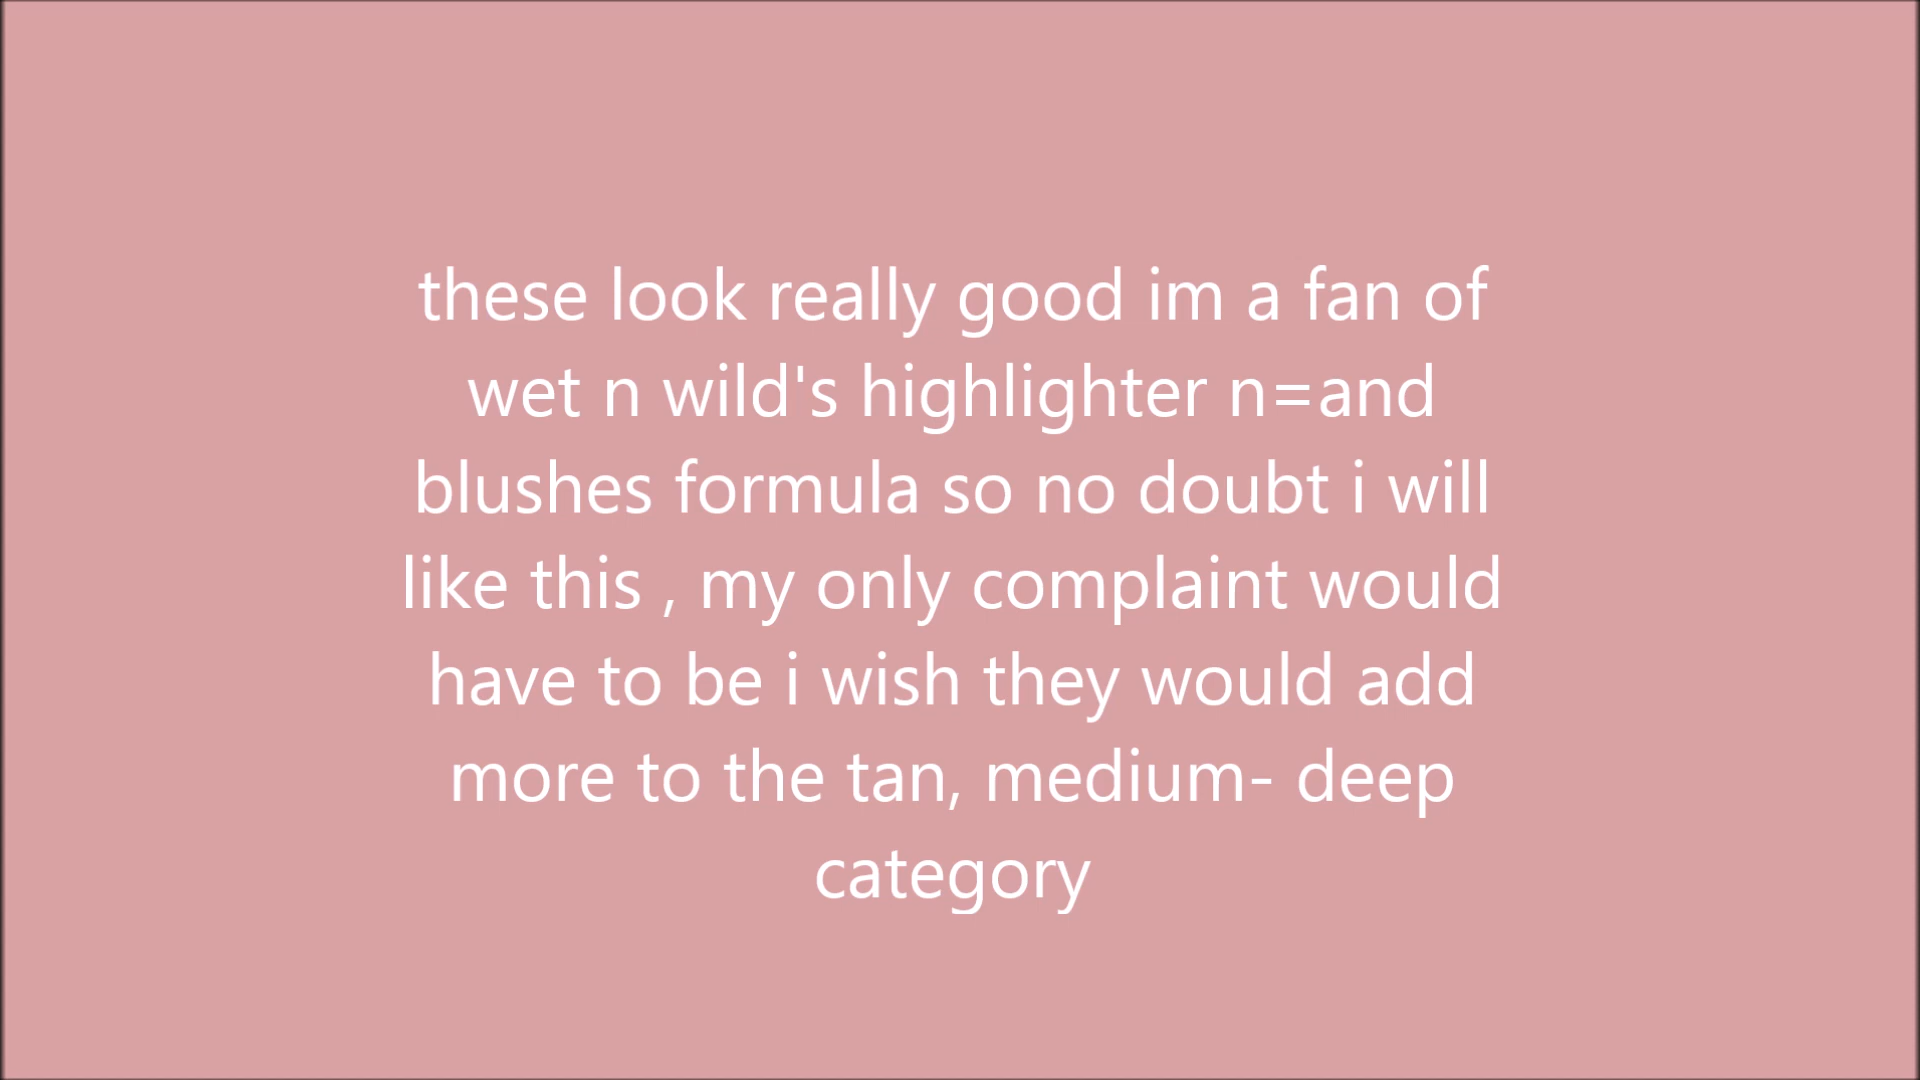 these look really good im a fan of
wet n wild's highlighter n=and
blushes formula so no doubt i will
like this , my only complaint would
have to be i wish they would add
more to the tan, medium- deep
category